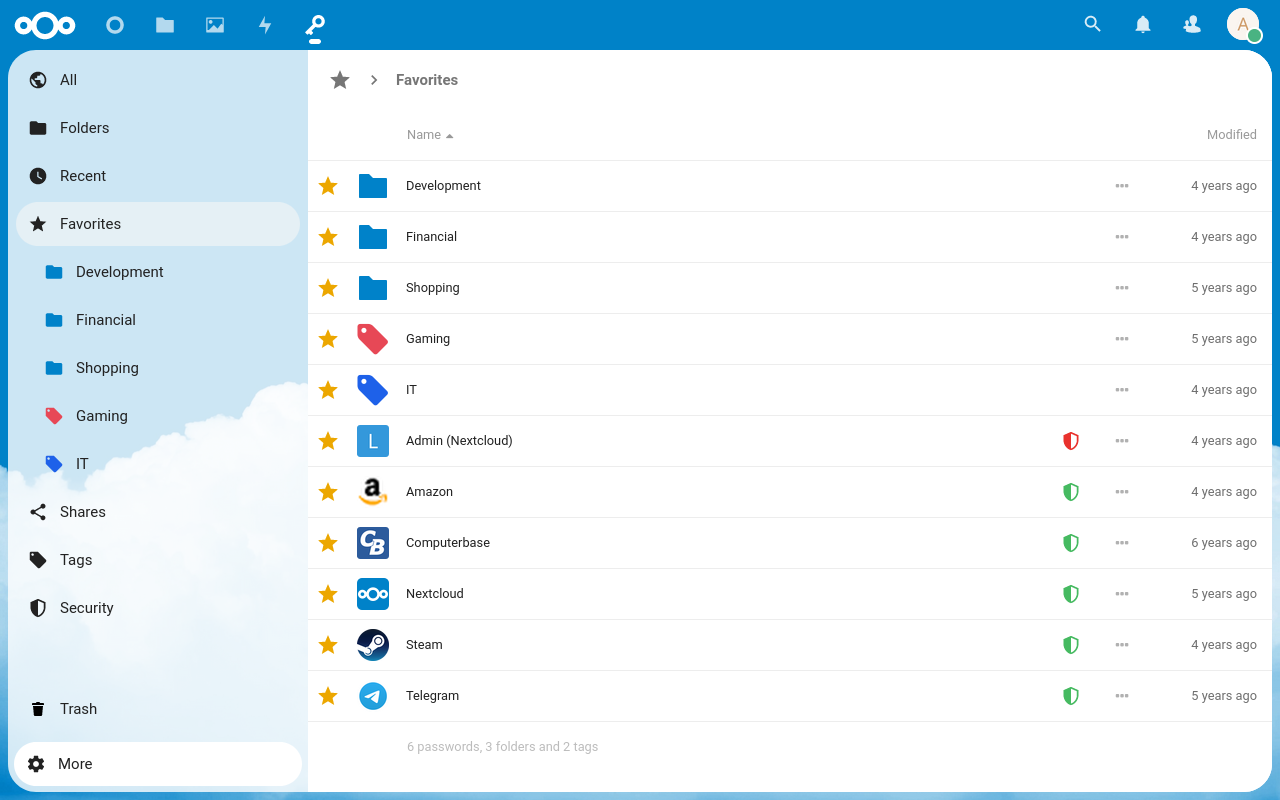 A
All
Folders
Recent
Favorites
Development
Financial
Shopping
Gaming
IT
Shares
Tags
Security
Trash
More
Favorites
Name Modified
Development 4 years ago
Financial 4 years ago
Shopping 5 years ago
Gaming 5 years ago
IT 4 years ago
L Admin (Nextcloud) 4 years ago
a Amazon 4 years ago
CB Computerbase 6 years ago
Nextcloud 5 years ago
Steam 4 years ago
Telegram 5 years ago
6 passwords, 3 folders and 2 tags